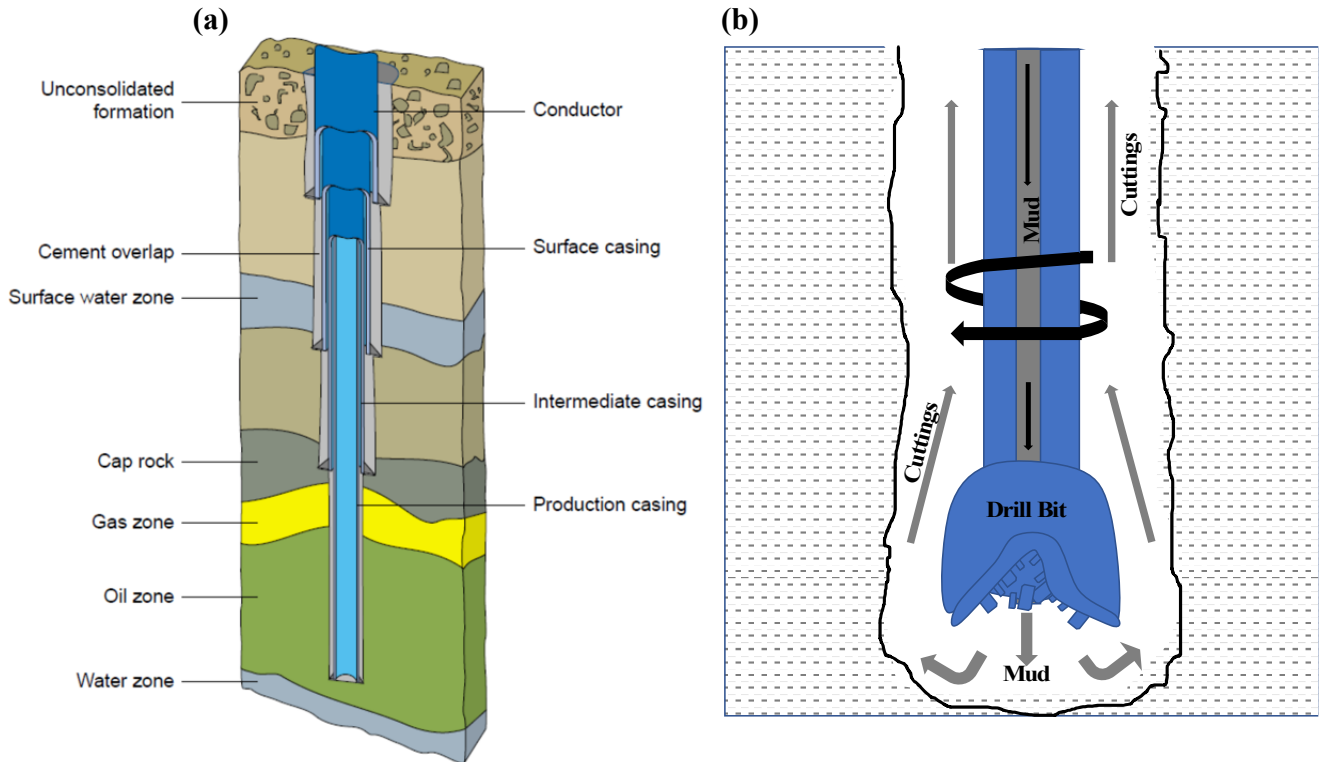 (a)
Unconsolidated
formation
Cement overlap
Surface water zone
Cap rock
Gas zone
Oil zone
Water zone
Conductor
Surface casing
Intermediate casing
Production casing
(b)
Mud
Cuttings
Cuttings
Drill Bit
Mud